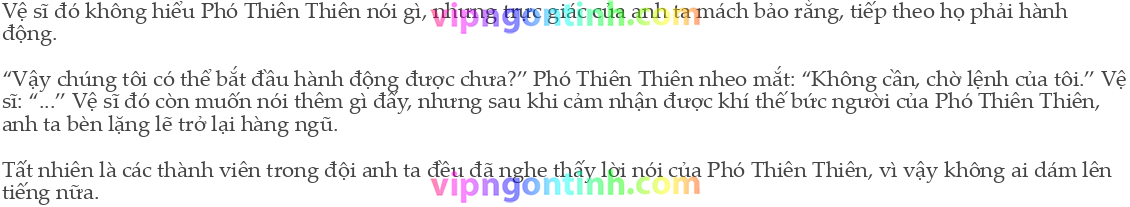 Vệ sĩ đó không hiểu Phó Thiên Thiên nói gì, nhưng trực giác của anh ta mách bảo rằng, tiếp theo họ phải hành
vipngontinh.com
động.
“Vậy chúng tôi có thể bắt đầu hành động được chưa?” Phó Thiên Thiên nheo mắt: “Không cần, chờ lệnh của tôi.” Vệ
sĩ: “...” Vệ sĩ đó còn muốn nói thêm gì đấy, nhưng sau khi cảm nhận được khí thế bức người của Phó Thiên Thiên,
anh ta bèn lặng lẽ trở lại hàng ngũ.
Tất nhiên là các thành viên trong đội anh ta đều đã nghe thấy lời nói của Phó Thiên Thiên, vì vậy không ai dám lên
vipngontinh.com
tiếng nữa.